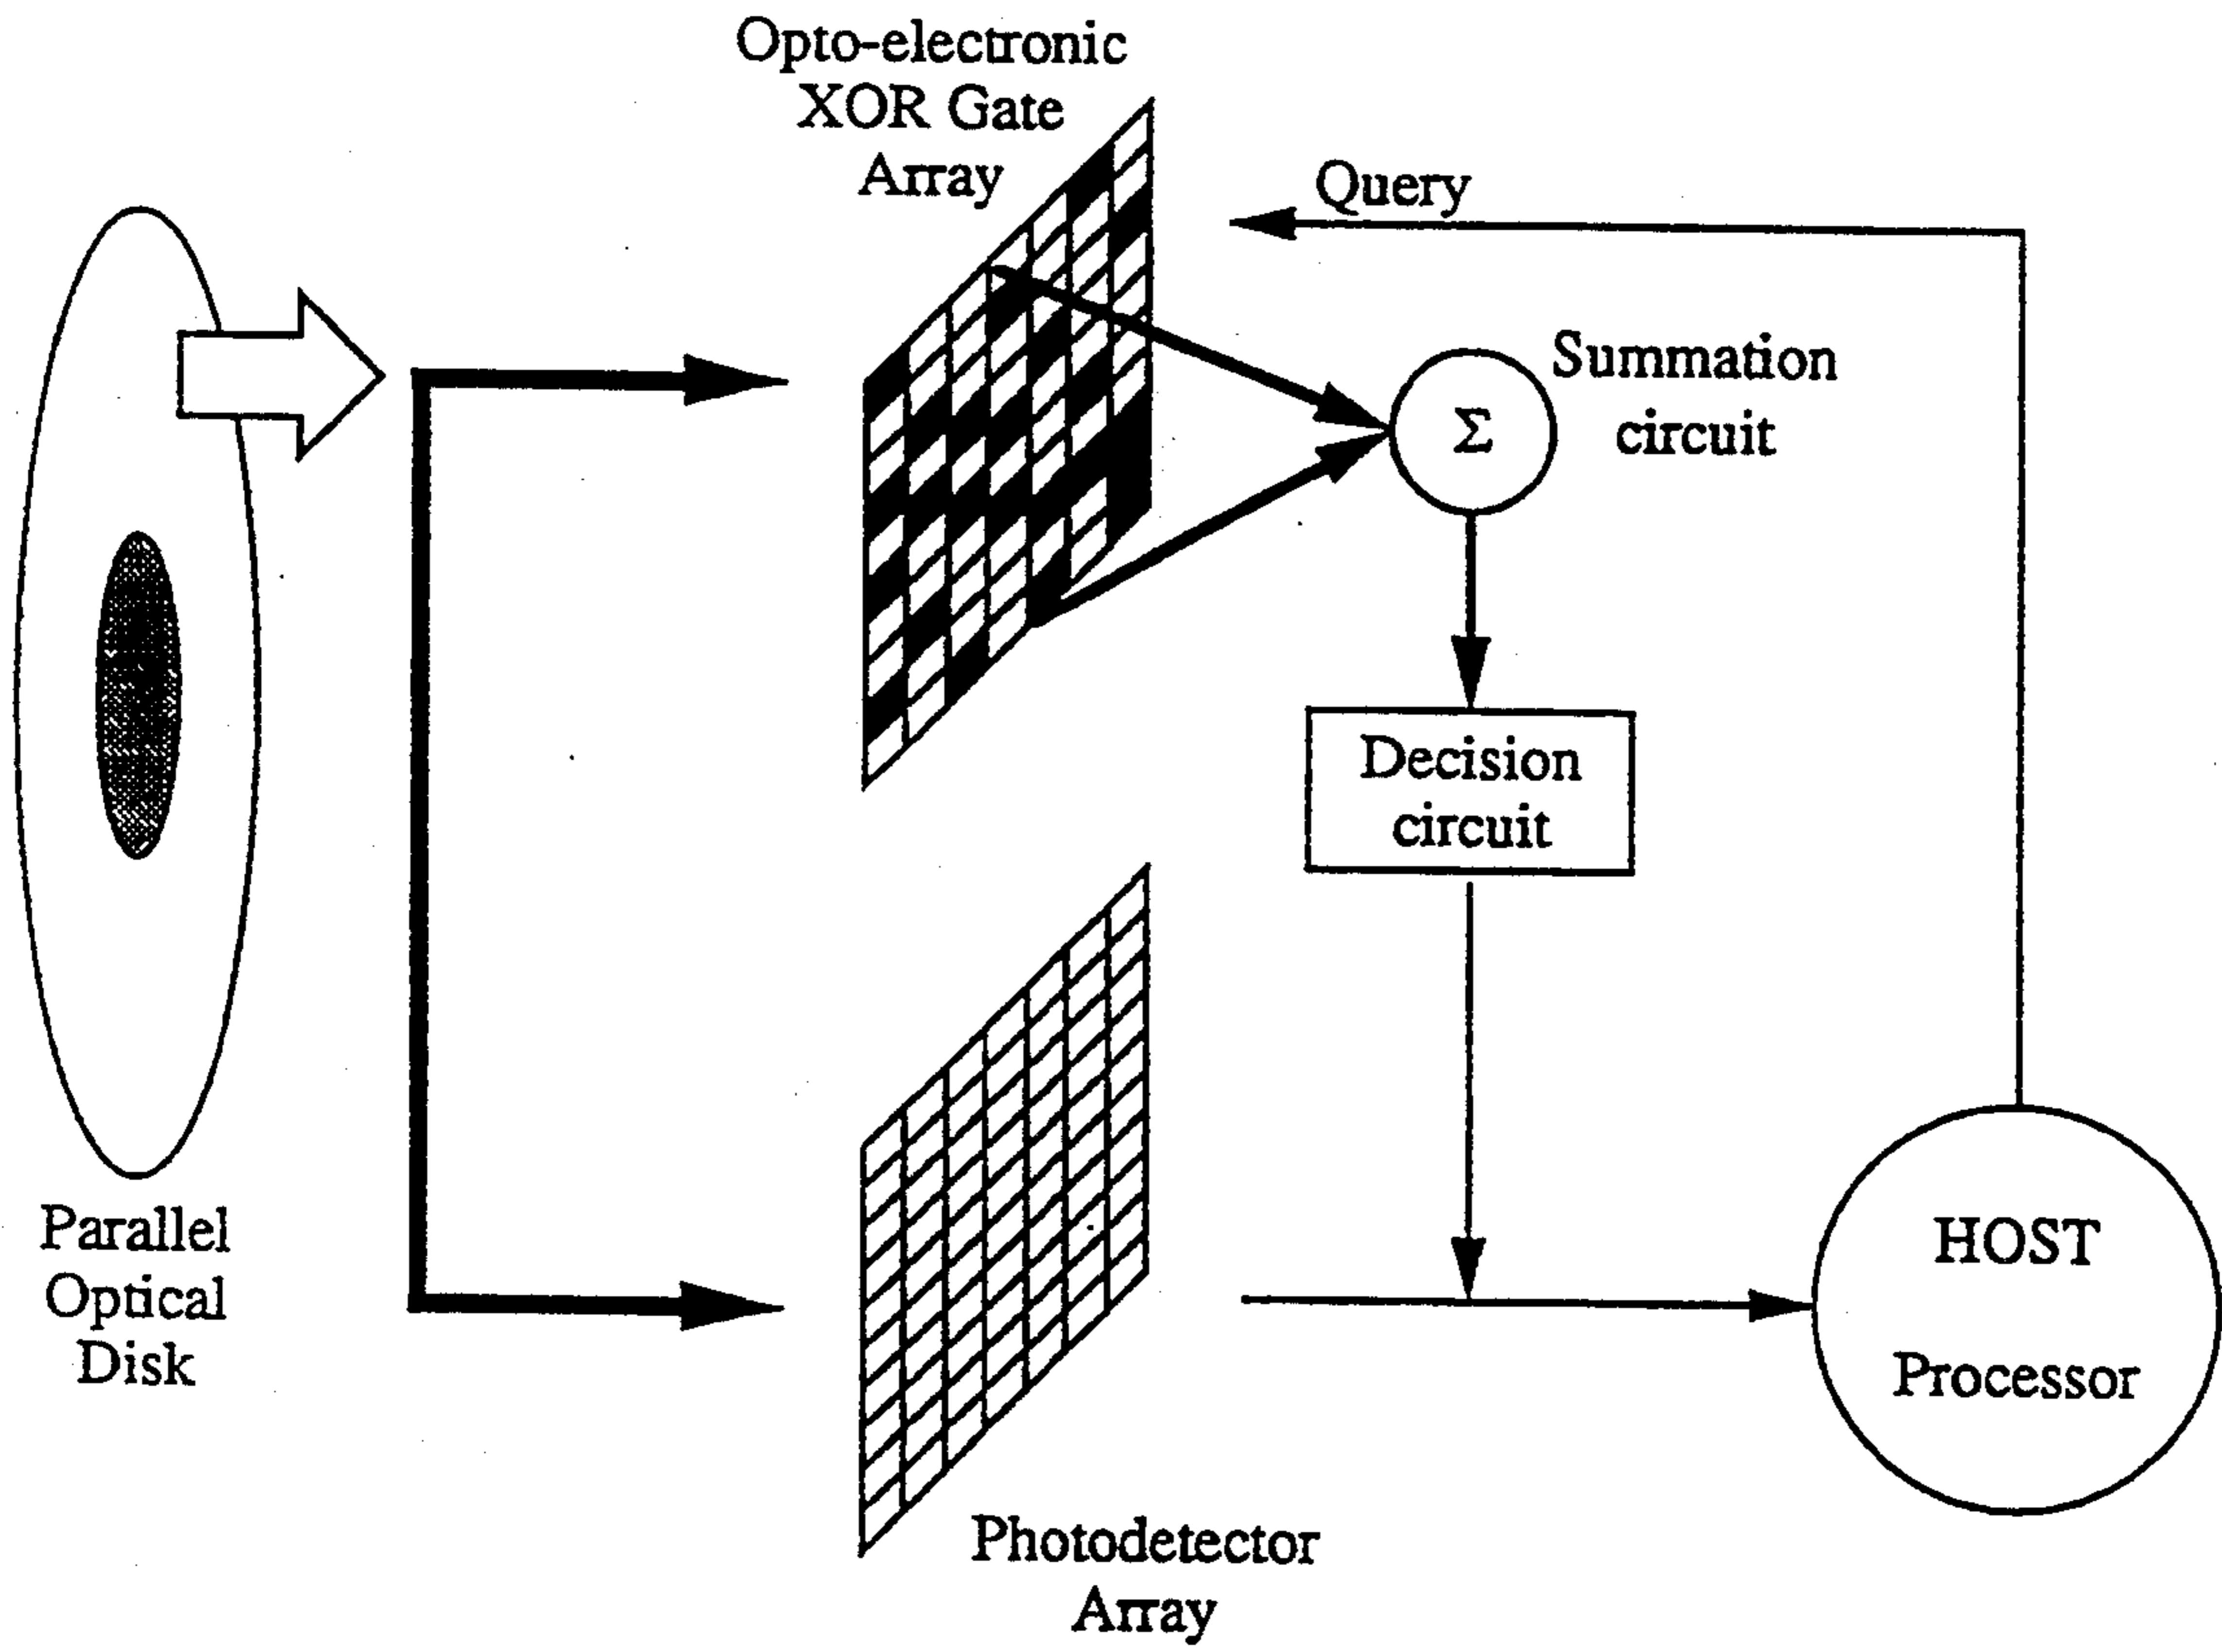 Opto-electronic
XOR Gate
Array
Query
Summation
circuit
Σ
Decision
circuit
Parallel
Optical
Disk
HOST
Processor
Photodetector
Array